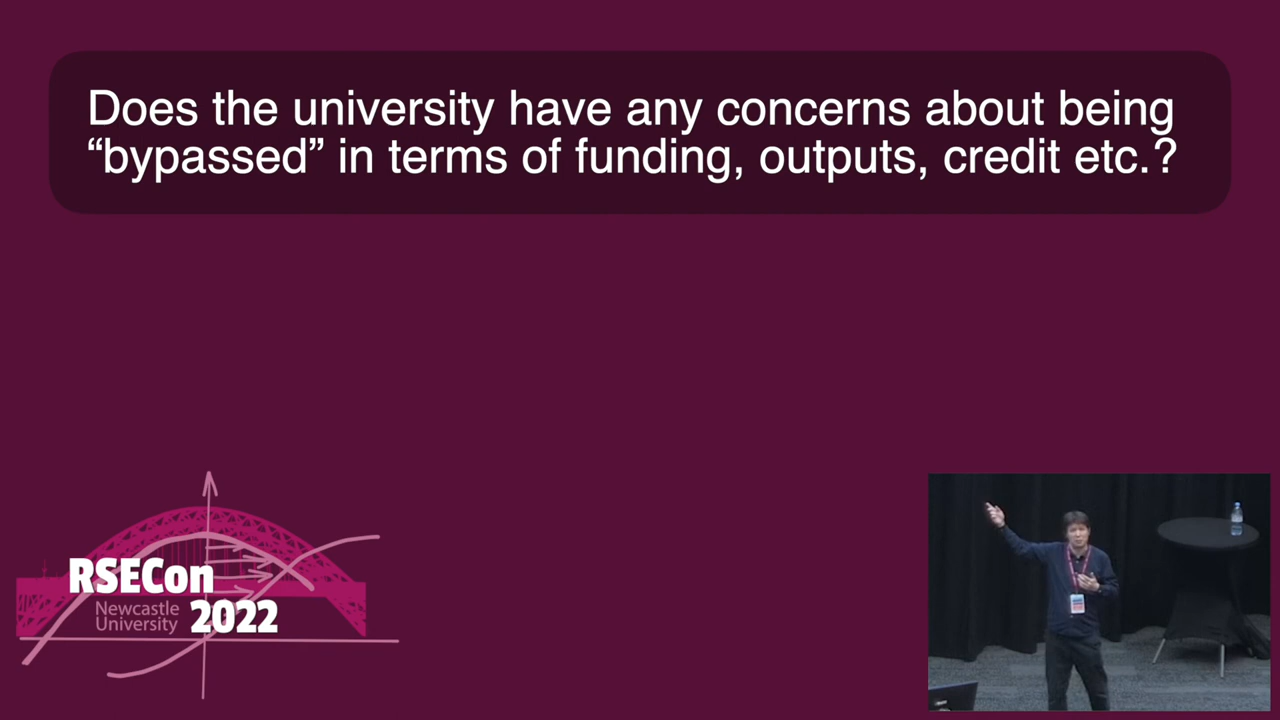 Does the university have any concerns about being
“bypassed” in terms of funding, outputs, credit etc.?
RSECon
Newcastle
University
2022